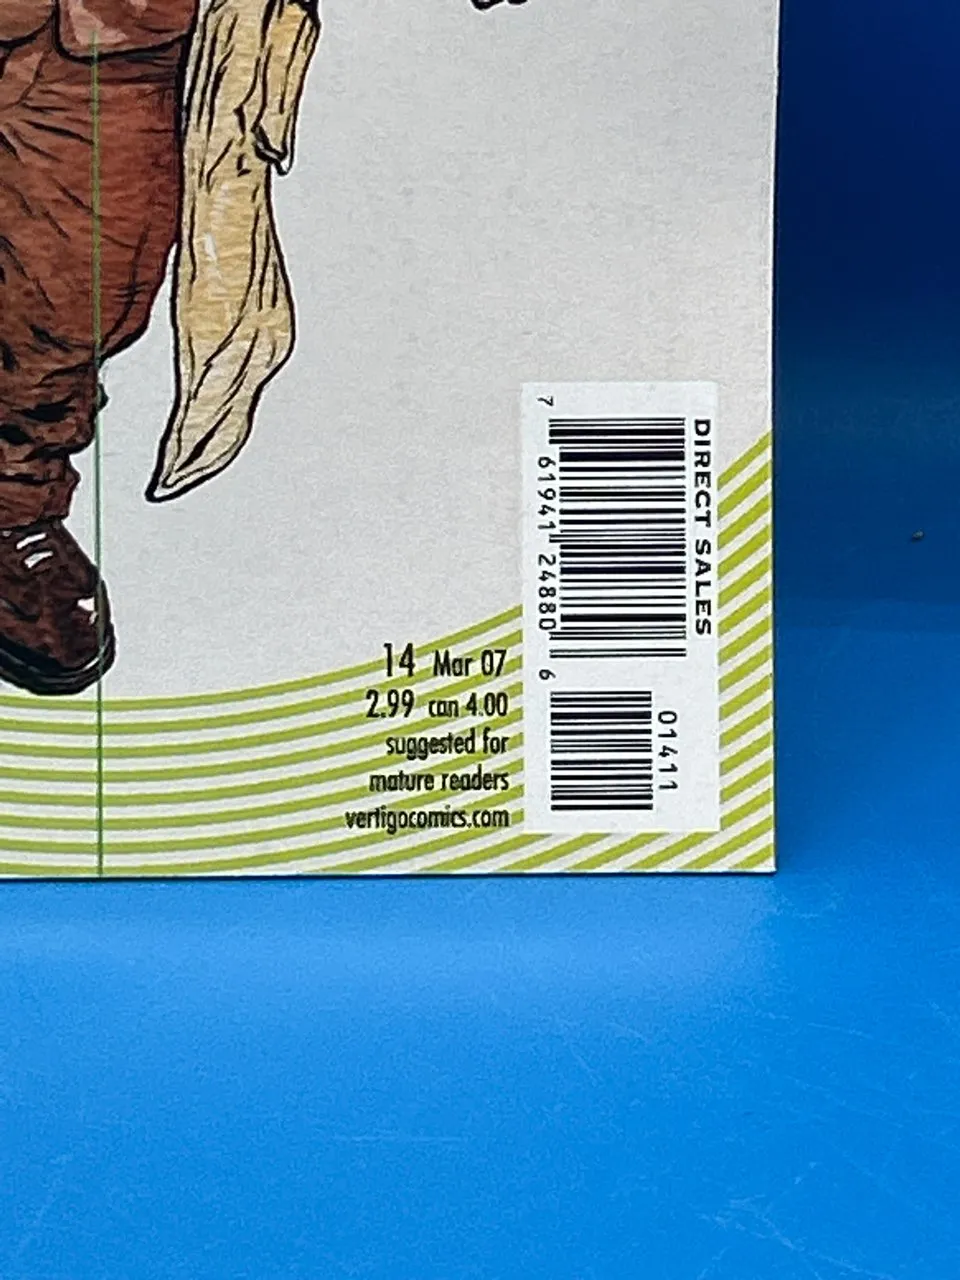 14 Mar 07
2.99 can 4.00
suggested for
mature readers
vertigocomics.com
DIRECT SALES
7 61941 24880 6
01411